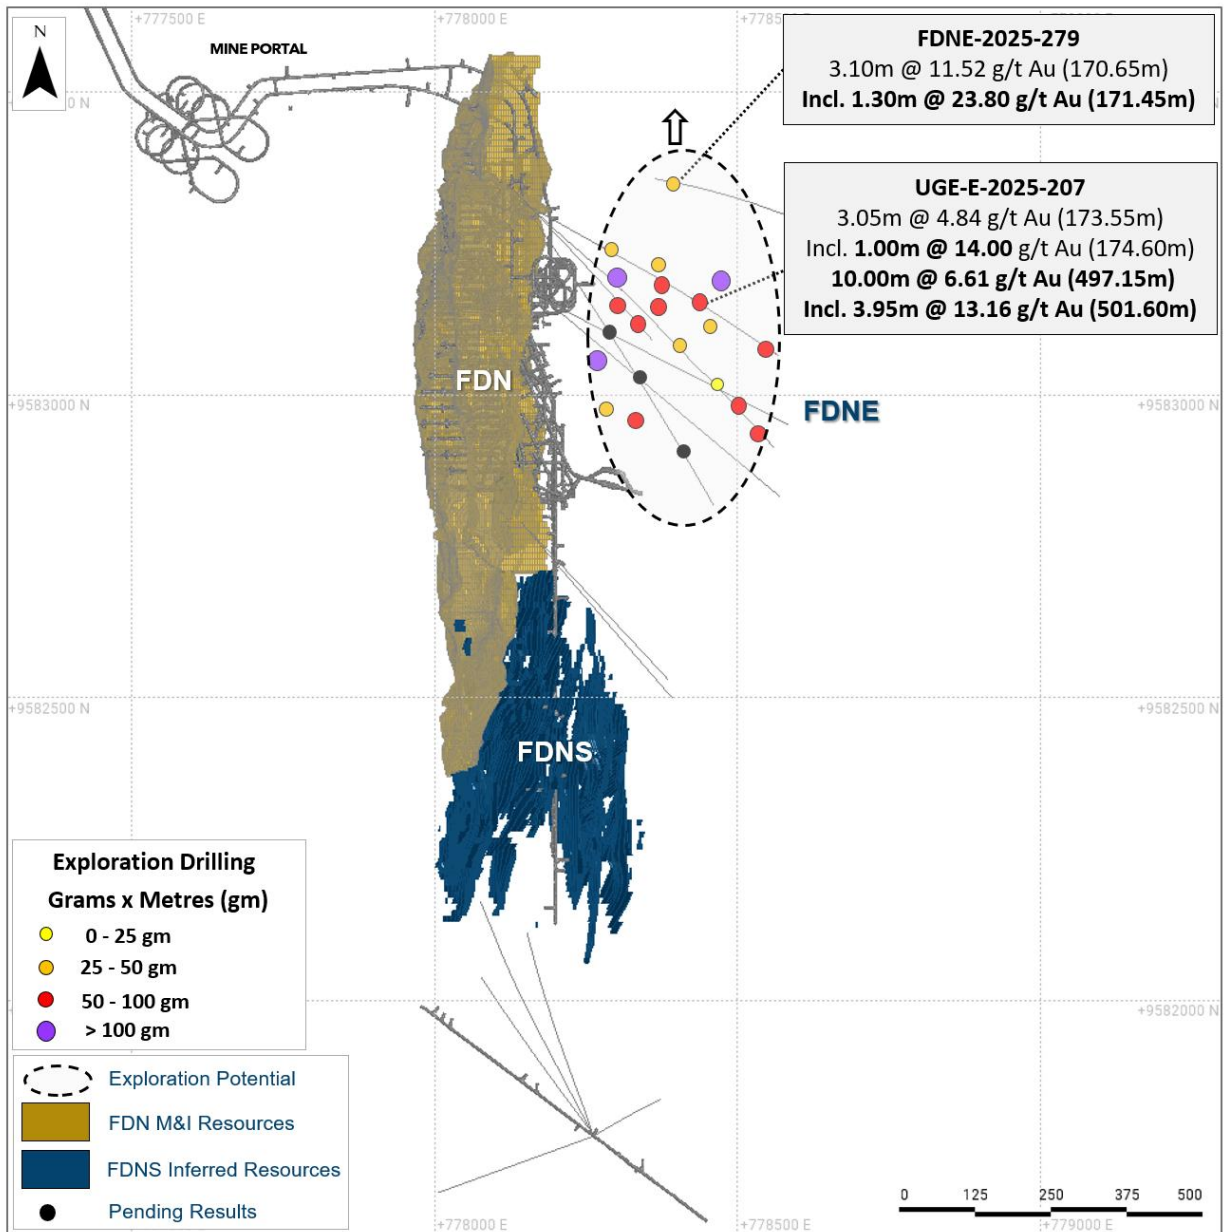 +777500 E
+778000 E
N
MINE PORTAL
FDNE-2025-279
3.10m @ 11.52 g/t Au (170.65m)
Incl. 1.30m @ 23.80 g/t Au (171.45m)
UGE-E-2025-207
3.05m @ 4.84 g/t Au (173.55m)
Incl. 1.00m @ 14.00 g/t Au (174.60m)
10.00m @ 6.61 g/t Au (497.15m)
Incl. 3.95m @ 13.16 g/t Au (501.60m)
FDN
FDNE
+9583000 N
+9583000 N
+9582500 N
+9582500 N
FDNS
Exploration Drilling
Grams x Metres (gm)
0 - 25 gm
25 - 50 gm
50 - 100 gm
> 100 gm
+9582000 N
Exploration Potential
FDN M&I Resources
FDNS Inferred Resources
Pending Results
0 125 250 375 500
+778000 E
+778500 E
+779000 E